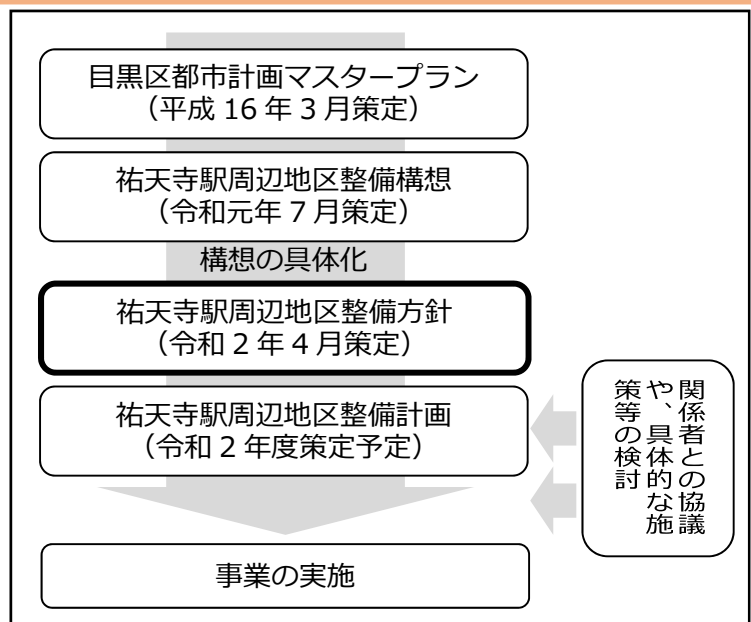 目黒区都市計画マスタープラン
（平成 16 年 3 月策定）
祐天寺駅周辺地区整備構想
（令和元年 7 月策定）
構想の具体化
祐天寺駅周辺地区整備方針
（令和 2 年 4 月策定）
祐天寺駅周辺地区整備計画
（令和 2 年度策定予定）
関係者との協議
や、具体的な施
策等の検討
事業の実施